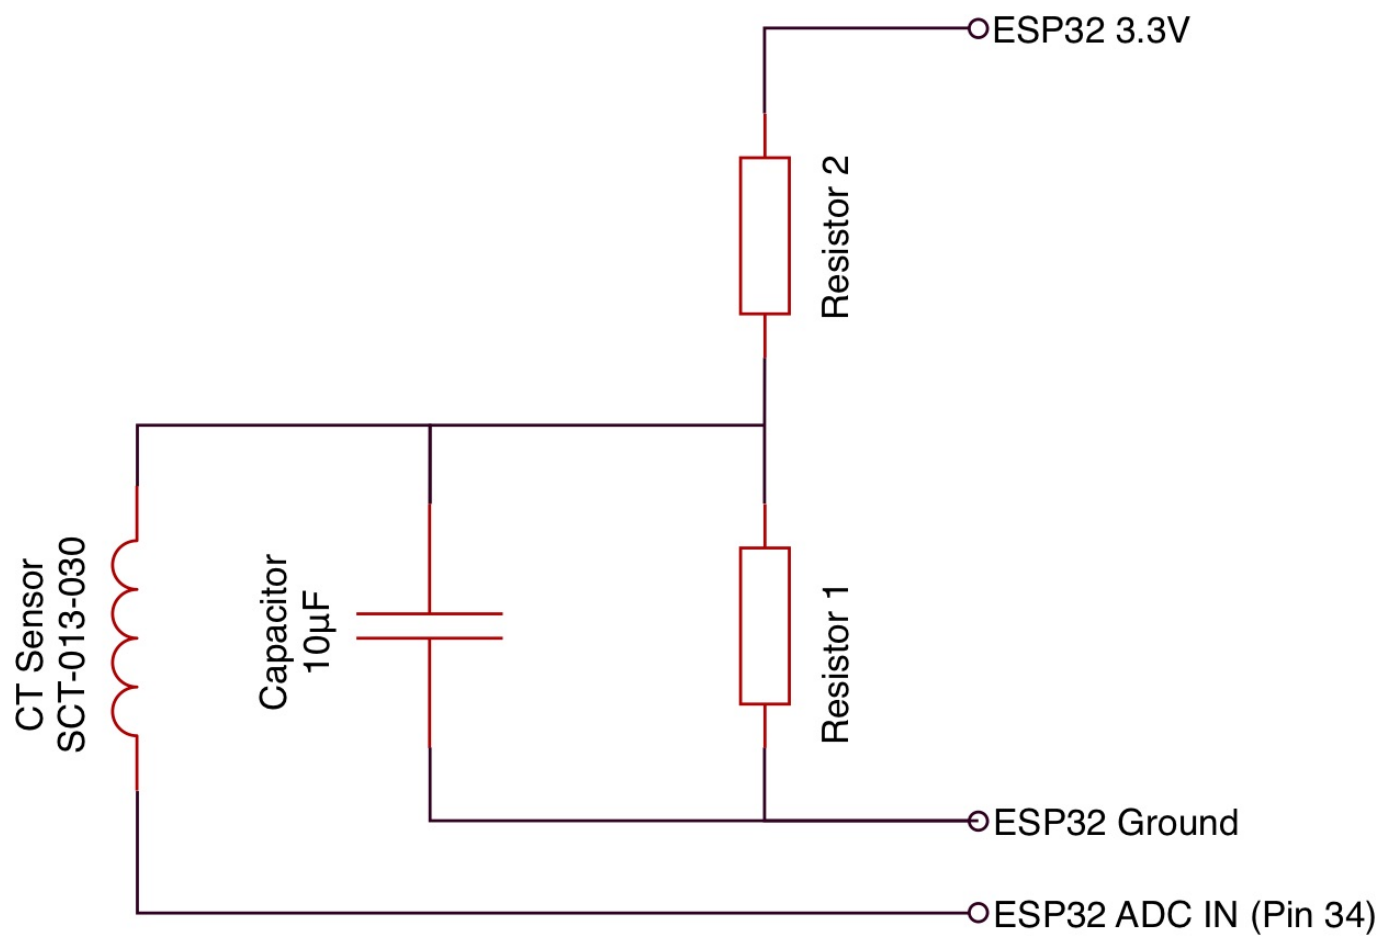 ESP32 3.3V
Resistor 2
CT Sensor
SCT-013-030
Capacitor
10µF
Resistor 1
ESP32 Ground
ESP32 ADC IN (Pin 34)